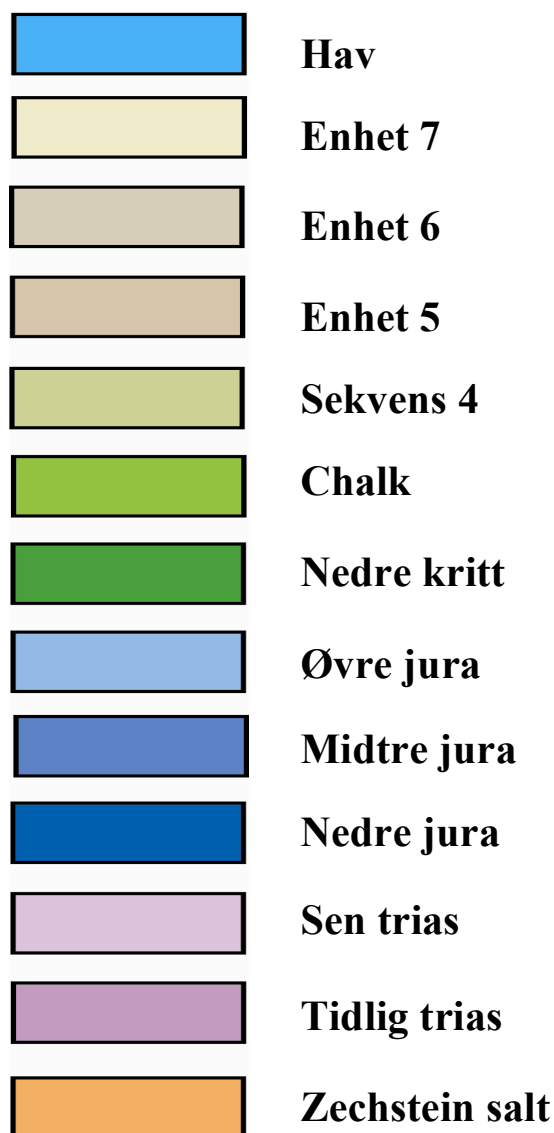 Hav
Enhet 7
Enhet 6
Enhet 5
Sekvens 4
Chalk
Nedre kritt
Øvre jura
Midtre jura
Nedre jura
Sen trias
Tidlig trias
Zechstein salt